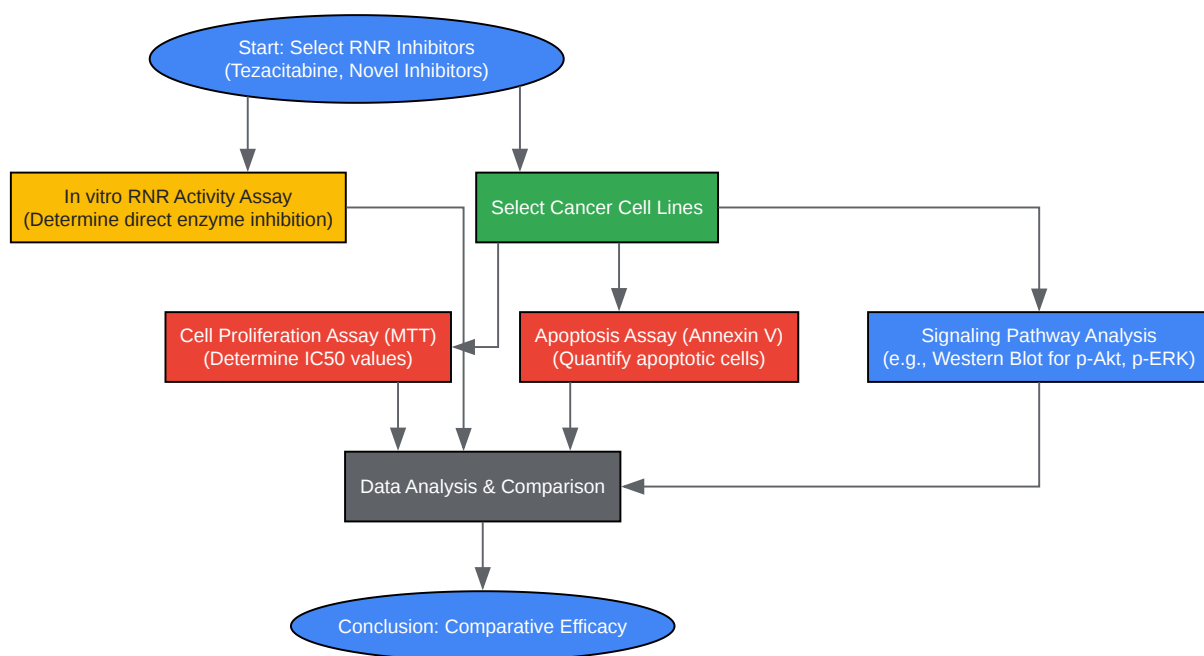 Start: Select RNR Inhibitors
(Tezacitabine, Novel Inhibitors)
In vitro RNR Activity Assay
(Determine direct enzyme inhibition)
Select Cancer Cell Lines
Cell Proliferation Assay (MTT)
(Determine IC50 values)
Apoptosis Assay (Annexin V)
(Quantify apoptotic cells)
Signaling Pathway Analysis
(e.g., Western Blot for p-Akt, p-ERK)
Data Analysis & Comparison
Conclusion: Comparative Efficacy